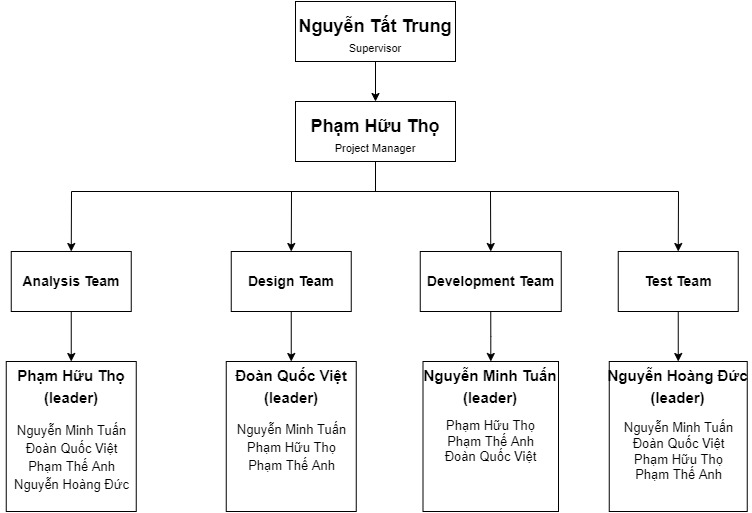 Nguyễn Tất Trung
Supervisor
Phạm Hữu Thọ
Project Manager
Analysis Team
Design Team
Development Team
Test Team
Phạm Hữu Thọ
(leader)
Nguyễn Minh Tuấn
Đoàn Quốc Việt
Phạm Thế Anh
Nguyễn Hoàng Đức
Đoàn Quốc Việt
(leader)
Nguyễn Minh Tuấn
Phạm Hữu Thọ
Phạm Thế Anh
Nguyễn Minh Tuấn
(leader)
Phạm Hữu Thọ
Phạm Thế Anh
Đoàn Quốc Việt
Nguyễn Hoàng Đức
(leader)
Nguyễn Minh Tuấn
Đoàn Quốc Việt
Phạm Hữu Thọ
Phạm Thế Anh